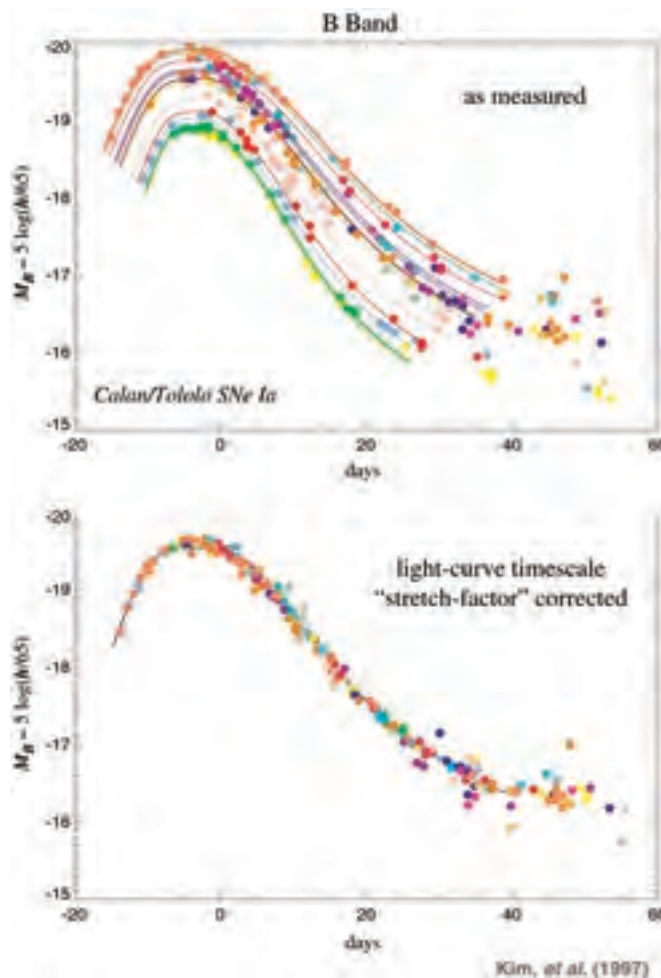 B Band
-20
as measured
-19
-18
-17
-16
Calan/Tololo SNe Ia
-15
-20
0
20
40
60
days
M_B – 5 log(h/65)
-20
light-curve timescale
“stretch-factor” corrected
-19
-18
-17
-16
-15
-20
0
20
40
60
days
M_B – 5 log(h/65)
Kim, et al. (1997)